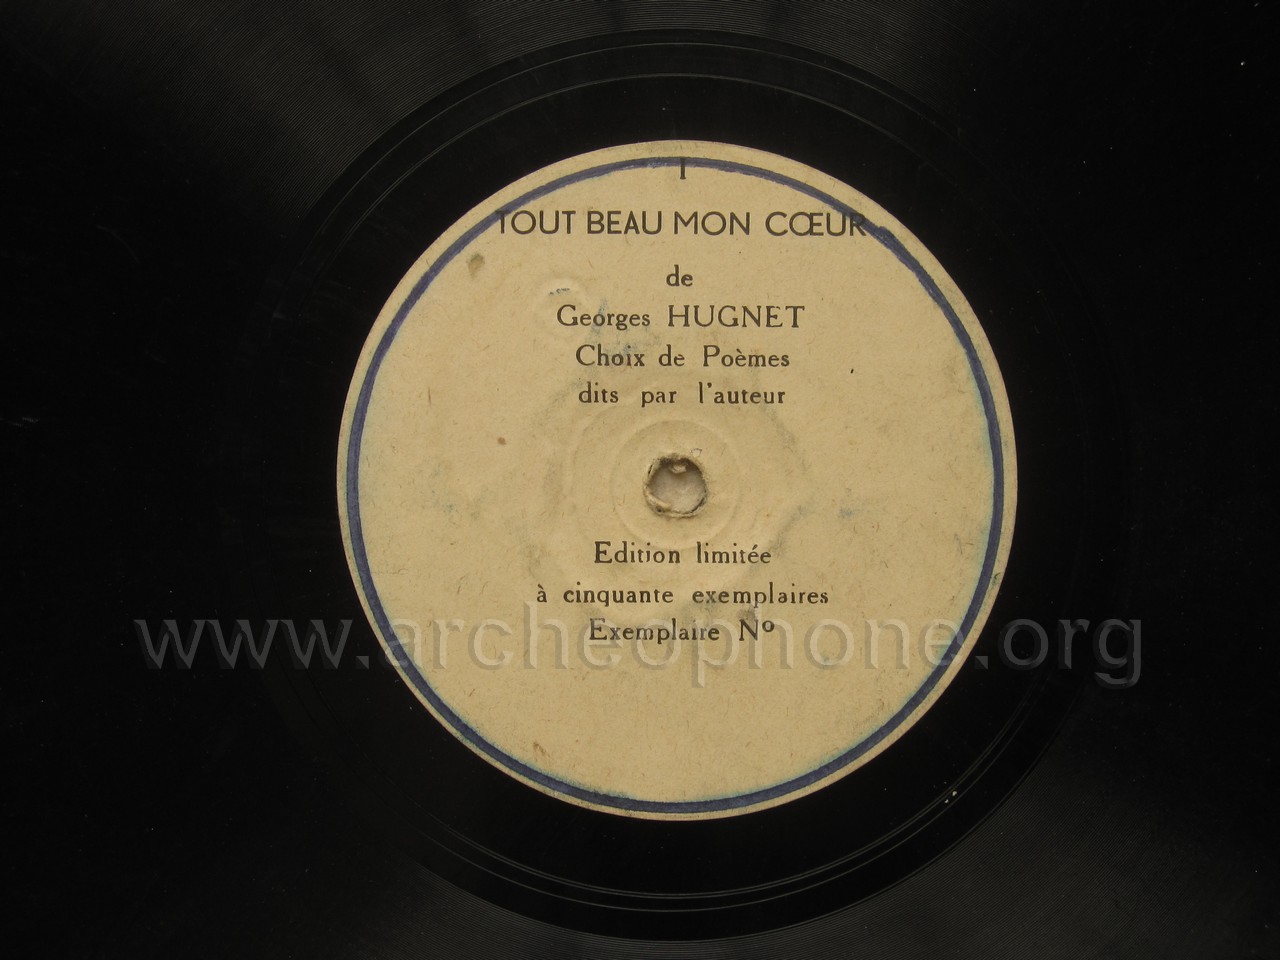 I
TOUT BEAU MON CŒUR
de
Georges HUGNET
Choix de Poèmes
dits par l'auteur
Edition limitée
à cinquante exemplaires
Exemplaire Nº
www.archeophone.org